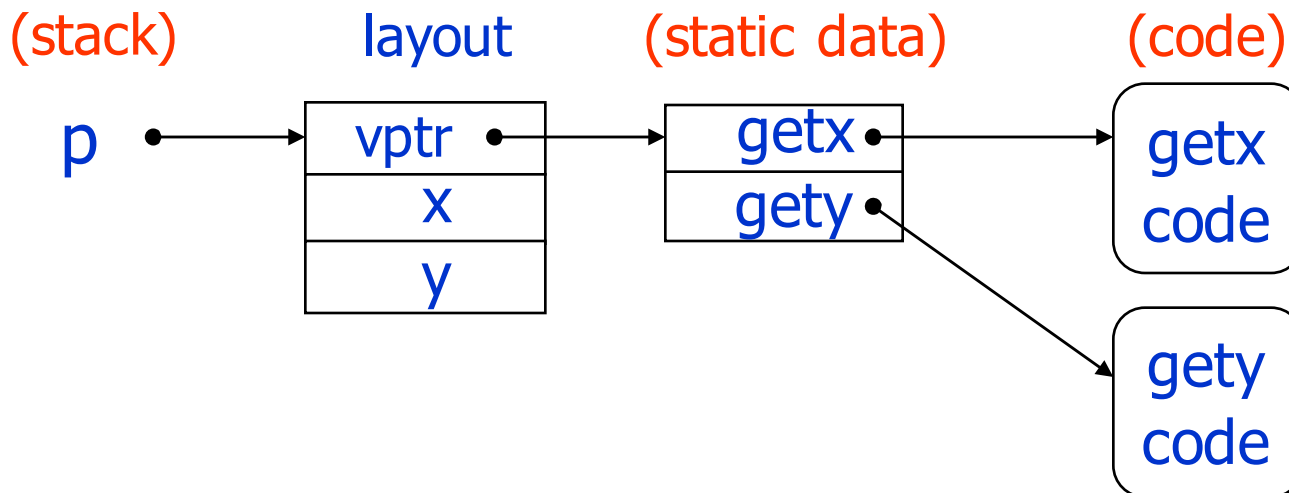 (stack)
layout
(static data)
(code)
p
vptr
x
y
getx
gety
getx
code
gety
code